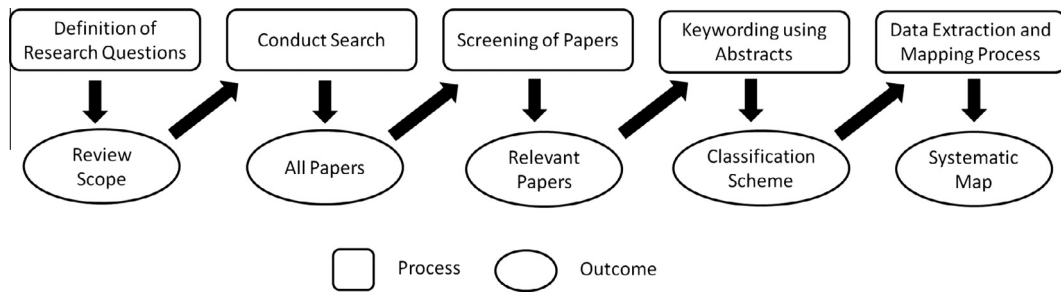 Definition of
Research Questions
Conduct Search
Screening of Papers
Keywording using
Abstracts
Data Extraction and
Mapping Process
Review
Scope
All Papers
Relevant
Papers
Classification
Scheme
Systematic
Map
Process
Outcome